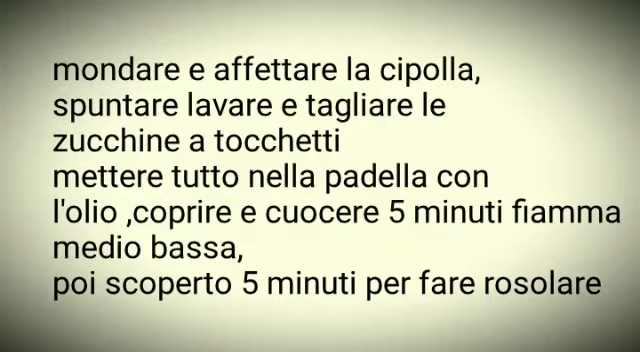 mondare e affettare la cipolla,
spuntare lavare e tagliare le
zucchine a tocchetti
mettere tutto nella padella con
l'olio ,coprire e cuocere 5 minuti fiamma
medio bassa,
poi scoperto 5 minuti per fare rosolare